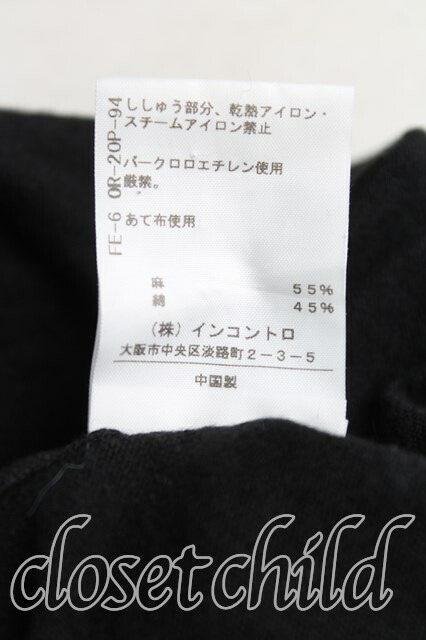 FE-6 OR-20P-94
ししゅう部分、乾熱アイロン・
スチームアイロン禁止
パークロロエチレン使用
厳禁。
あて布使用
麻 55%
綿 45%
(株)インコントロ
大阪市中央区淡路町2-3-5
中国製
closetchild